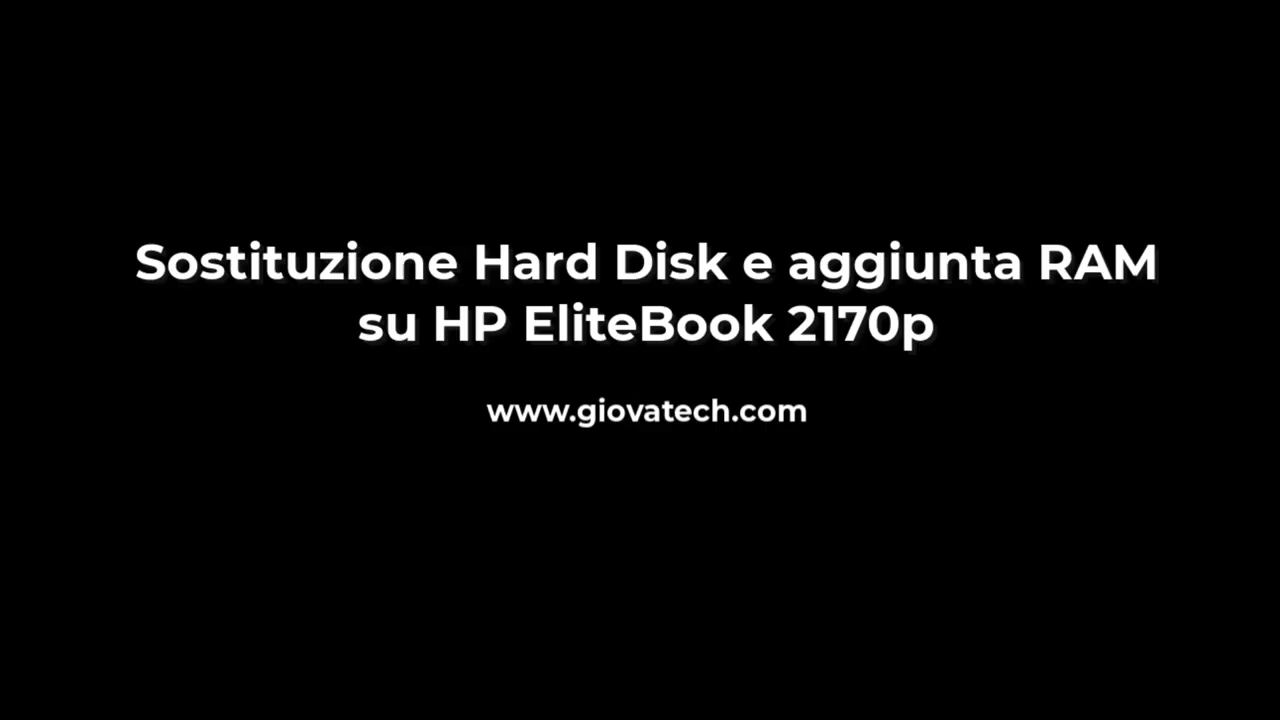 Sostituzione Hard Disk e aggiunta RAM
su HP EliteBook 2170p
www.giovatech.com